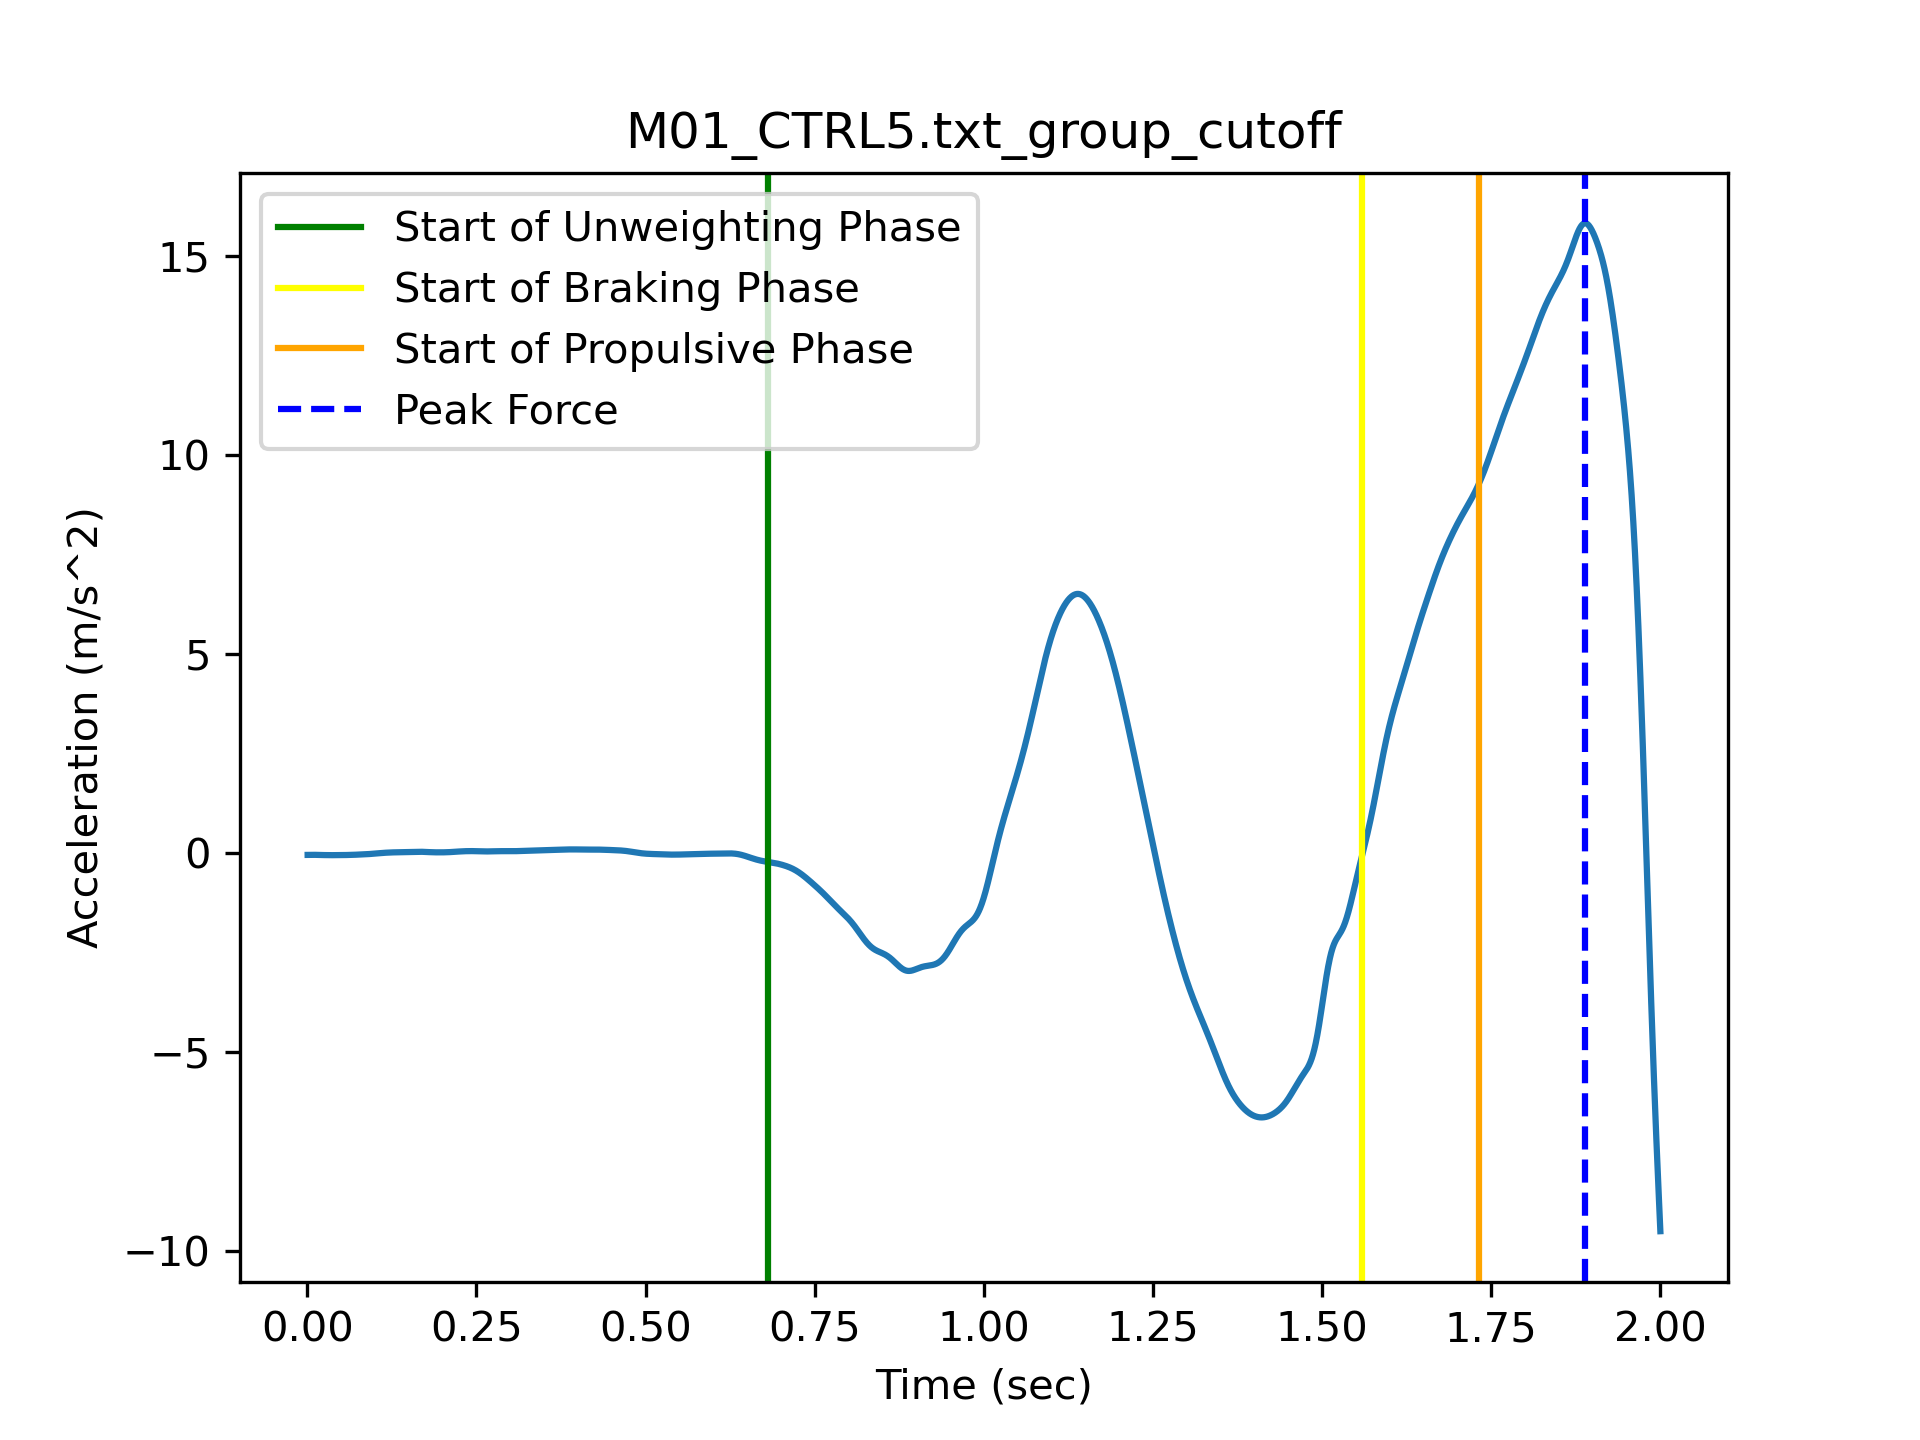 M01_CTRL5.txt_group_cutoff
Start of Unweighting Phase
Start of Braking Phase
Start of Propulsive Phase
Peak Force
Acceleration (m/s^2)
15
10
5
0
−5
−10
0.00 0.25 0.50 0.75 1.00 1.25 1.50 1.75 2.00
Time (sec)